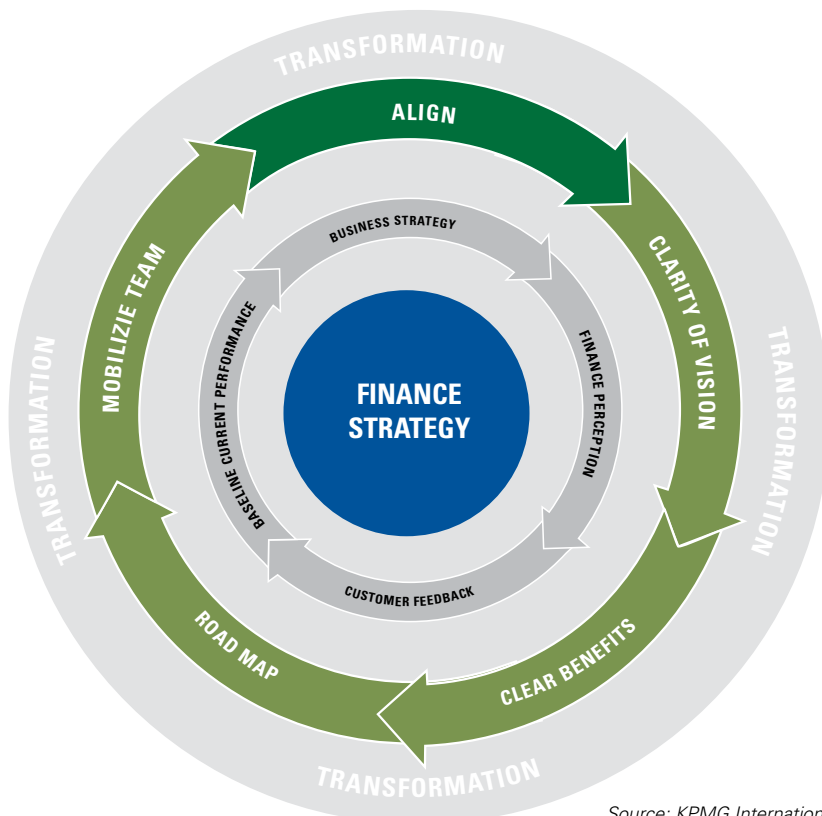 TRANSFORMATION
ALIGN
CLARITY OF VISION
CLEAR BENEFITS
ROAD MAP
MOBILIZIE TEAM
TRANSFORMATION
TRANSFORMATION
TRANSFORMATION
BUSINESS STRATEGY
FINANCE PERCEPTION
CUSTOMER FEEDBACK
BASELINE CURRENT PERFORMANCE
FINANCE
STRATEGY
Source: KPMG Internation